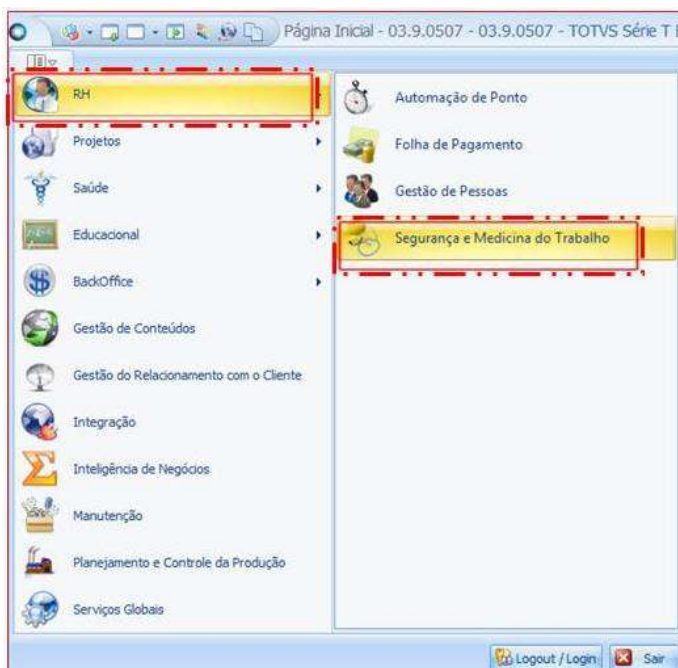 Página Inicial - 03.9.0507 - 03.9.0507 - TOTVS Série T
RH
Projetos
Saúde
Educacional
BackOffice
Gestão de Conteúdos
Gestão do Relacionamento com o Cliente
Integração
Inteligência de Negócios
Manutenção
Planejamento e Controle da Produção
Serviços Globais
Automação de Ponto
Folha de Pagamento
Gestão de Pessoas
Segurança e Medicina do Trabalho
Logout / Login
Sair